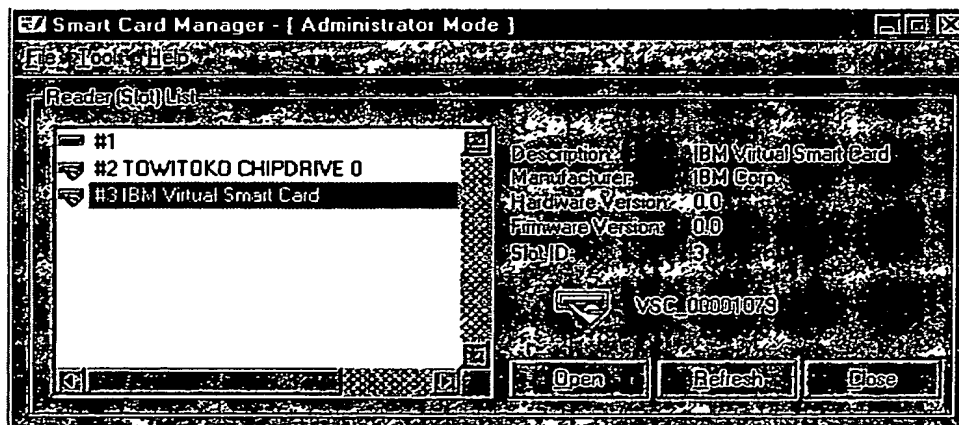 Smart Card Manager - [ Administrator Mode ]
Files Tools Help
Reader (Slot) List
#1
#2 TOWITOKO CHIPDRIVE 0
#3 IBM Virtual Smart Card
Description: IBM Virtual Smart Card
Manufacturer: IBM Corp.
Hardware Version: 0.0
Firmware Version: 0.0
Slot ID: 3
VSC_00001079
Open Refresh Close